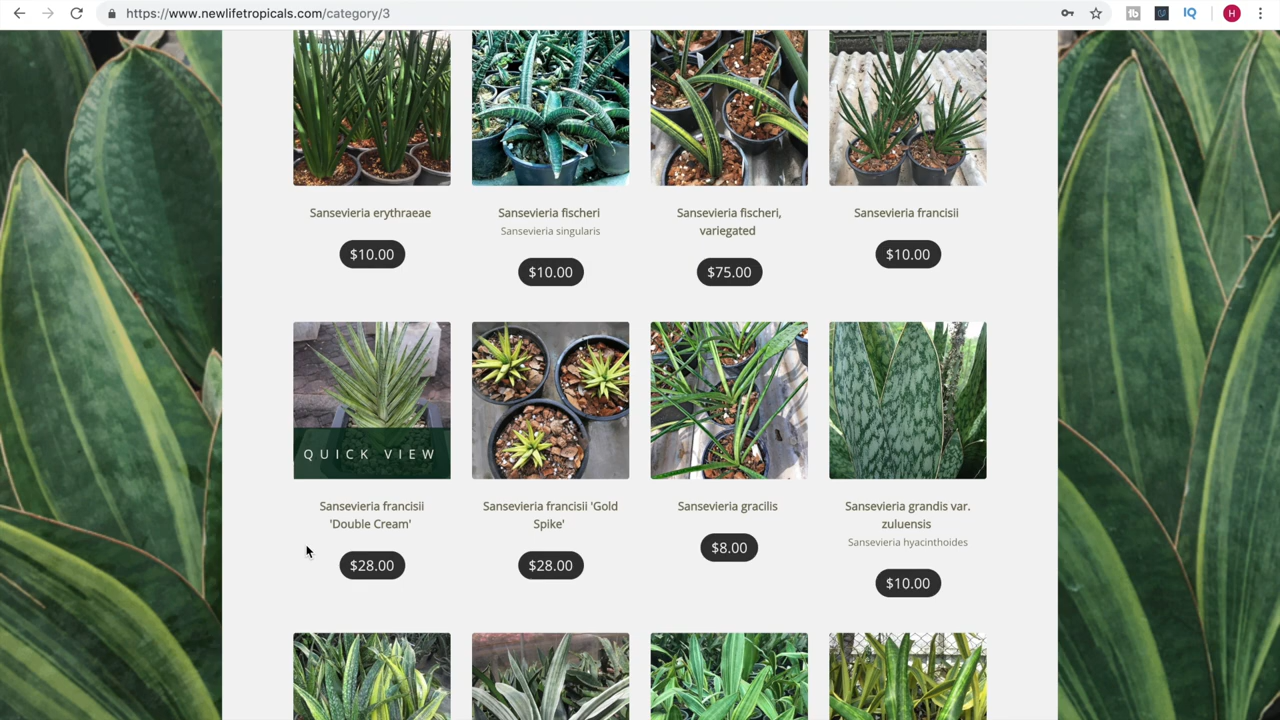 https://www.newlifetropicals.com/category/3
IQ
H
Sansevieria erythraeae
$10.00
Sansevieria fischeri
Sansevieria singularis
$10.00
Sansevieria fischeri,
variegated
$75.00
Sansevieria francisii
$10.00
QUICK VIEW
Sansevieria francisii
'Double Cream'
$28.00
Sansevieria francisii 'Gold
Spike'
$28.00
Sansevieria gracilis
$8.00
Sansevieria grandis var.
zuluensis
Sansevieria hyacinthoides
$10.00